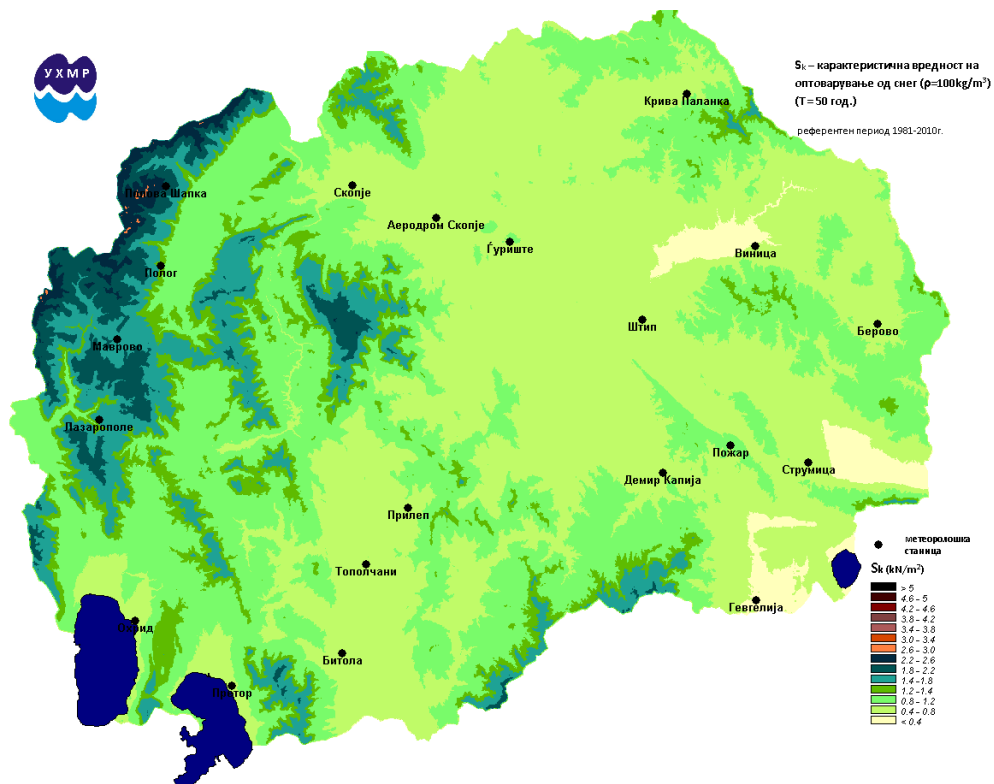 УХМР
Sk – карактеристична вредност на
оптоварување од снег (ρ=100kg/m³)
(T = 50 год.)
референтен период 1981-2010г.
Крива Паланка
Попова Шапка
Скопје
Аеродром Скопје
Ѓуриште
Виница
Полог
Штип
Берово
Маврово
Лазарополе
Пожар
Струмица
Демир Капија
Прилеп
метеоролошка
станица
Тополчани
Sk (kN/m²)
> 5
4.6 – 5
4.2 – 4.6
3.8 – 4.2
3.4 – 3.8
3.0 – 3.4
2.6 – 3.0
2.2 – 2.6
1.8 – 2.2
1.4 – 1.8
1.2 – 1.4
0.8 – 1.2
0.4 – 0.8
< 0.4
Гевгелија
Охрид
Битола